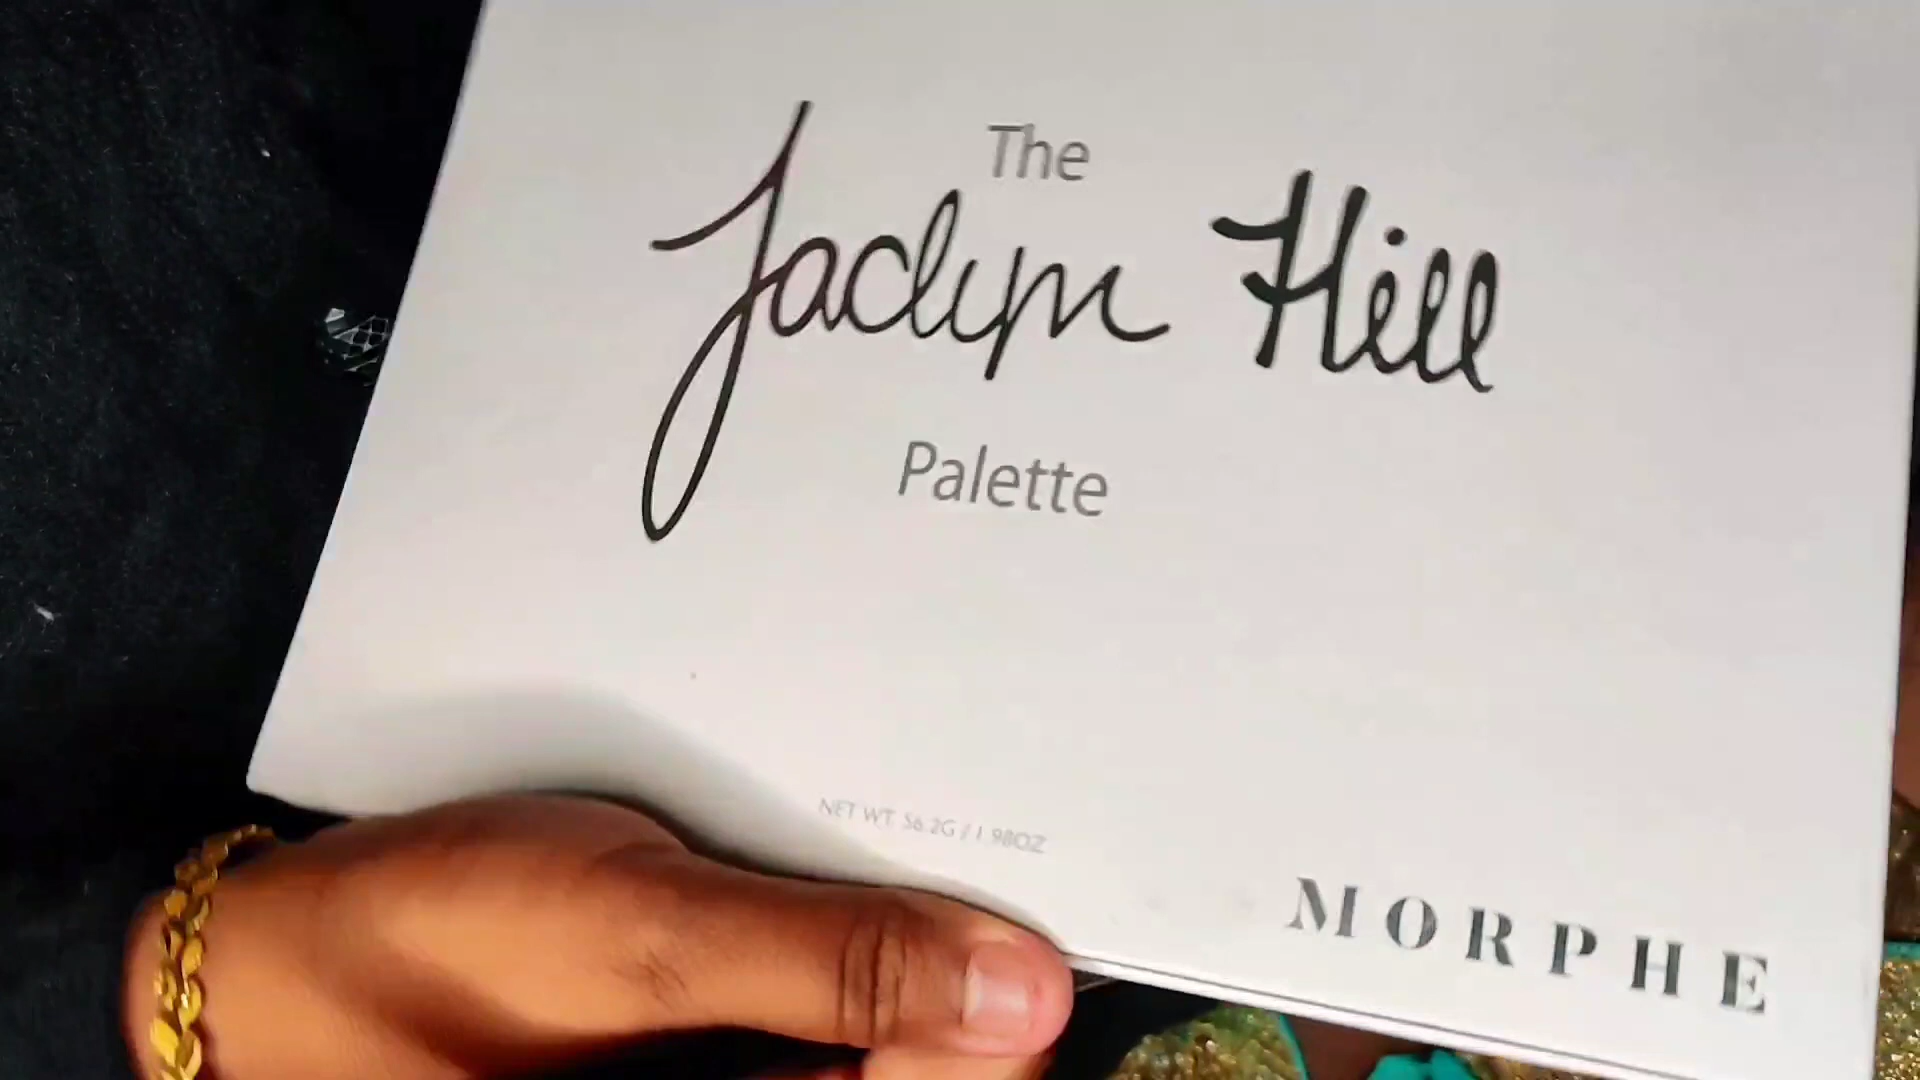 The
Jaclyn Hill
Palette
NET WT. 56.2G / 1.98OZ
MORPHE